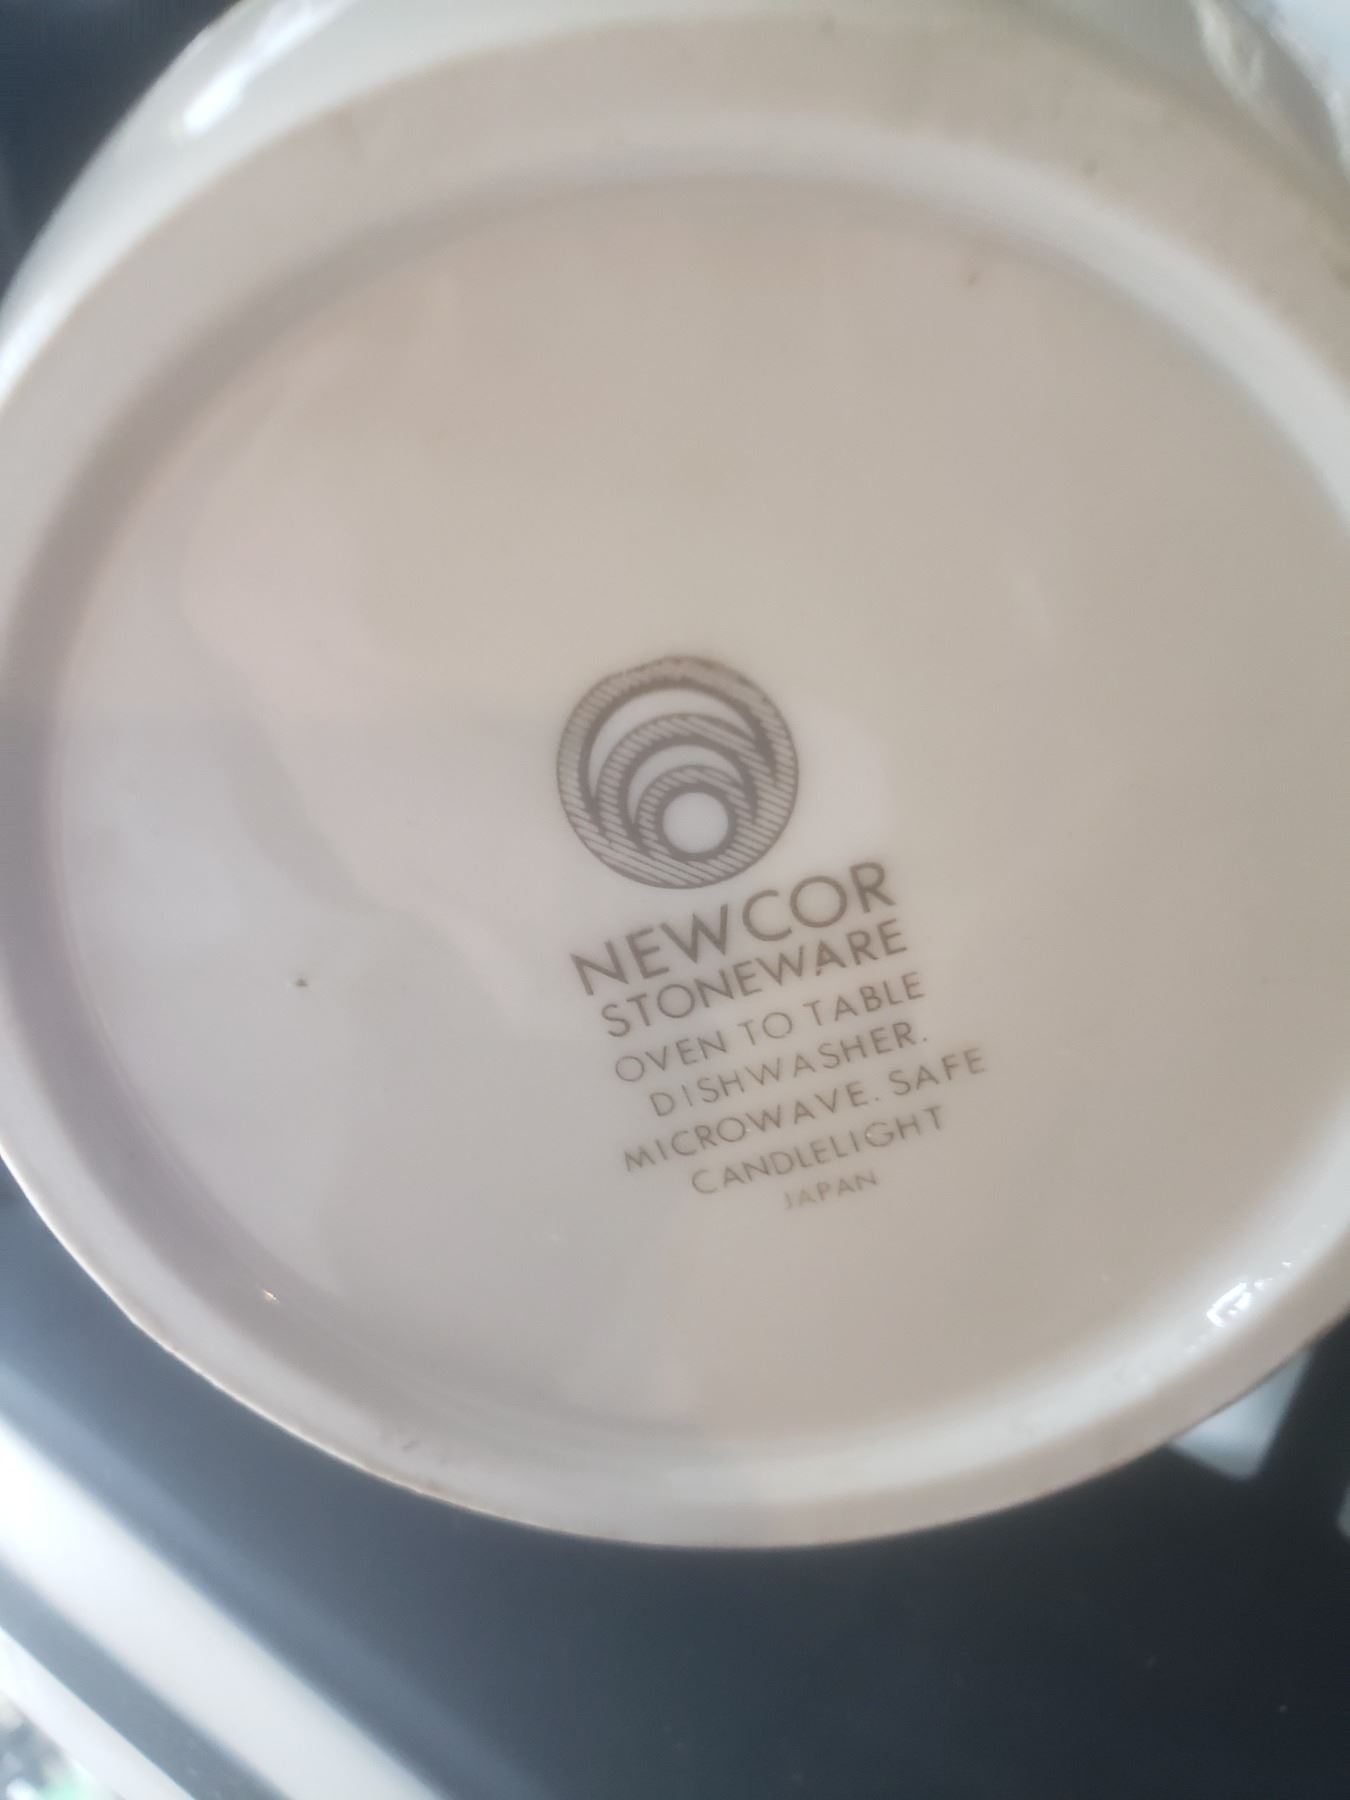 NEWCOR
STONEWARE
OVEN TO TABLE
DISHWASHER.
MICROWAVE. SAFE
CANDLELIGHT
JAPAN